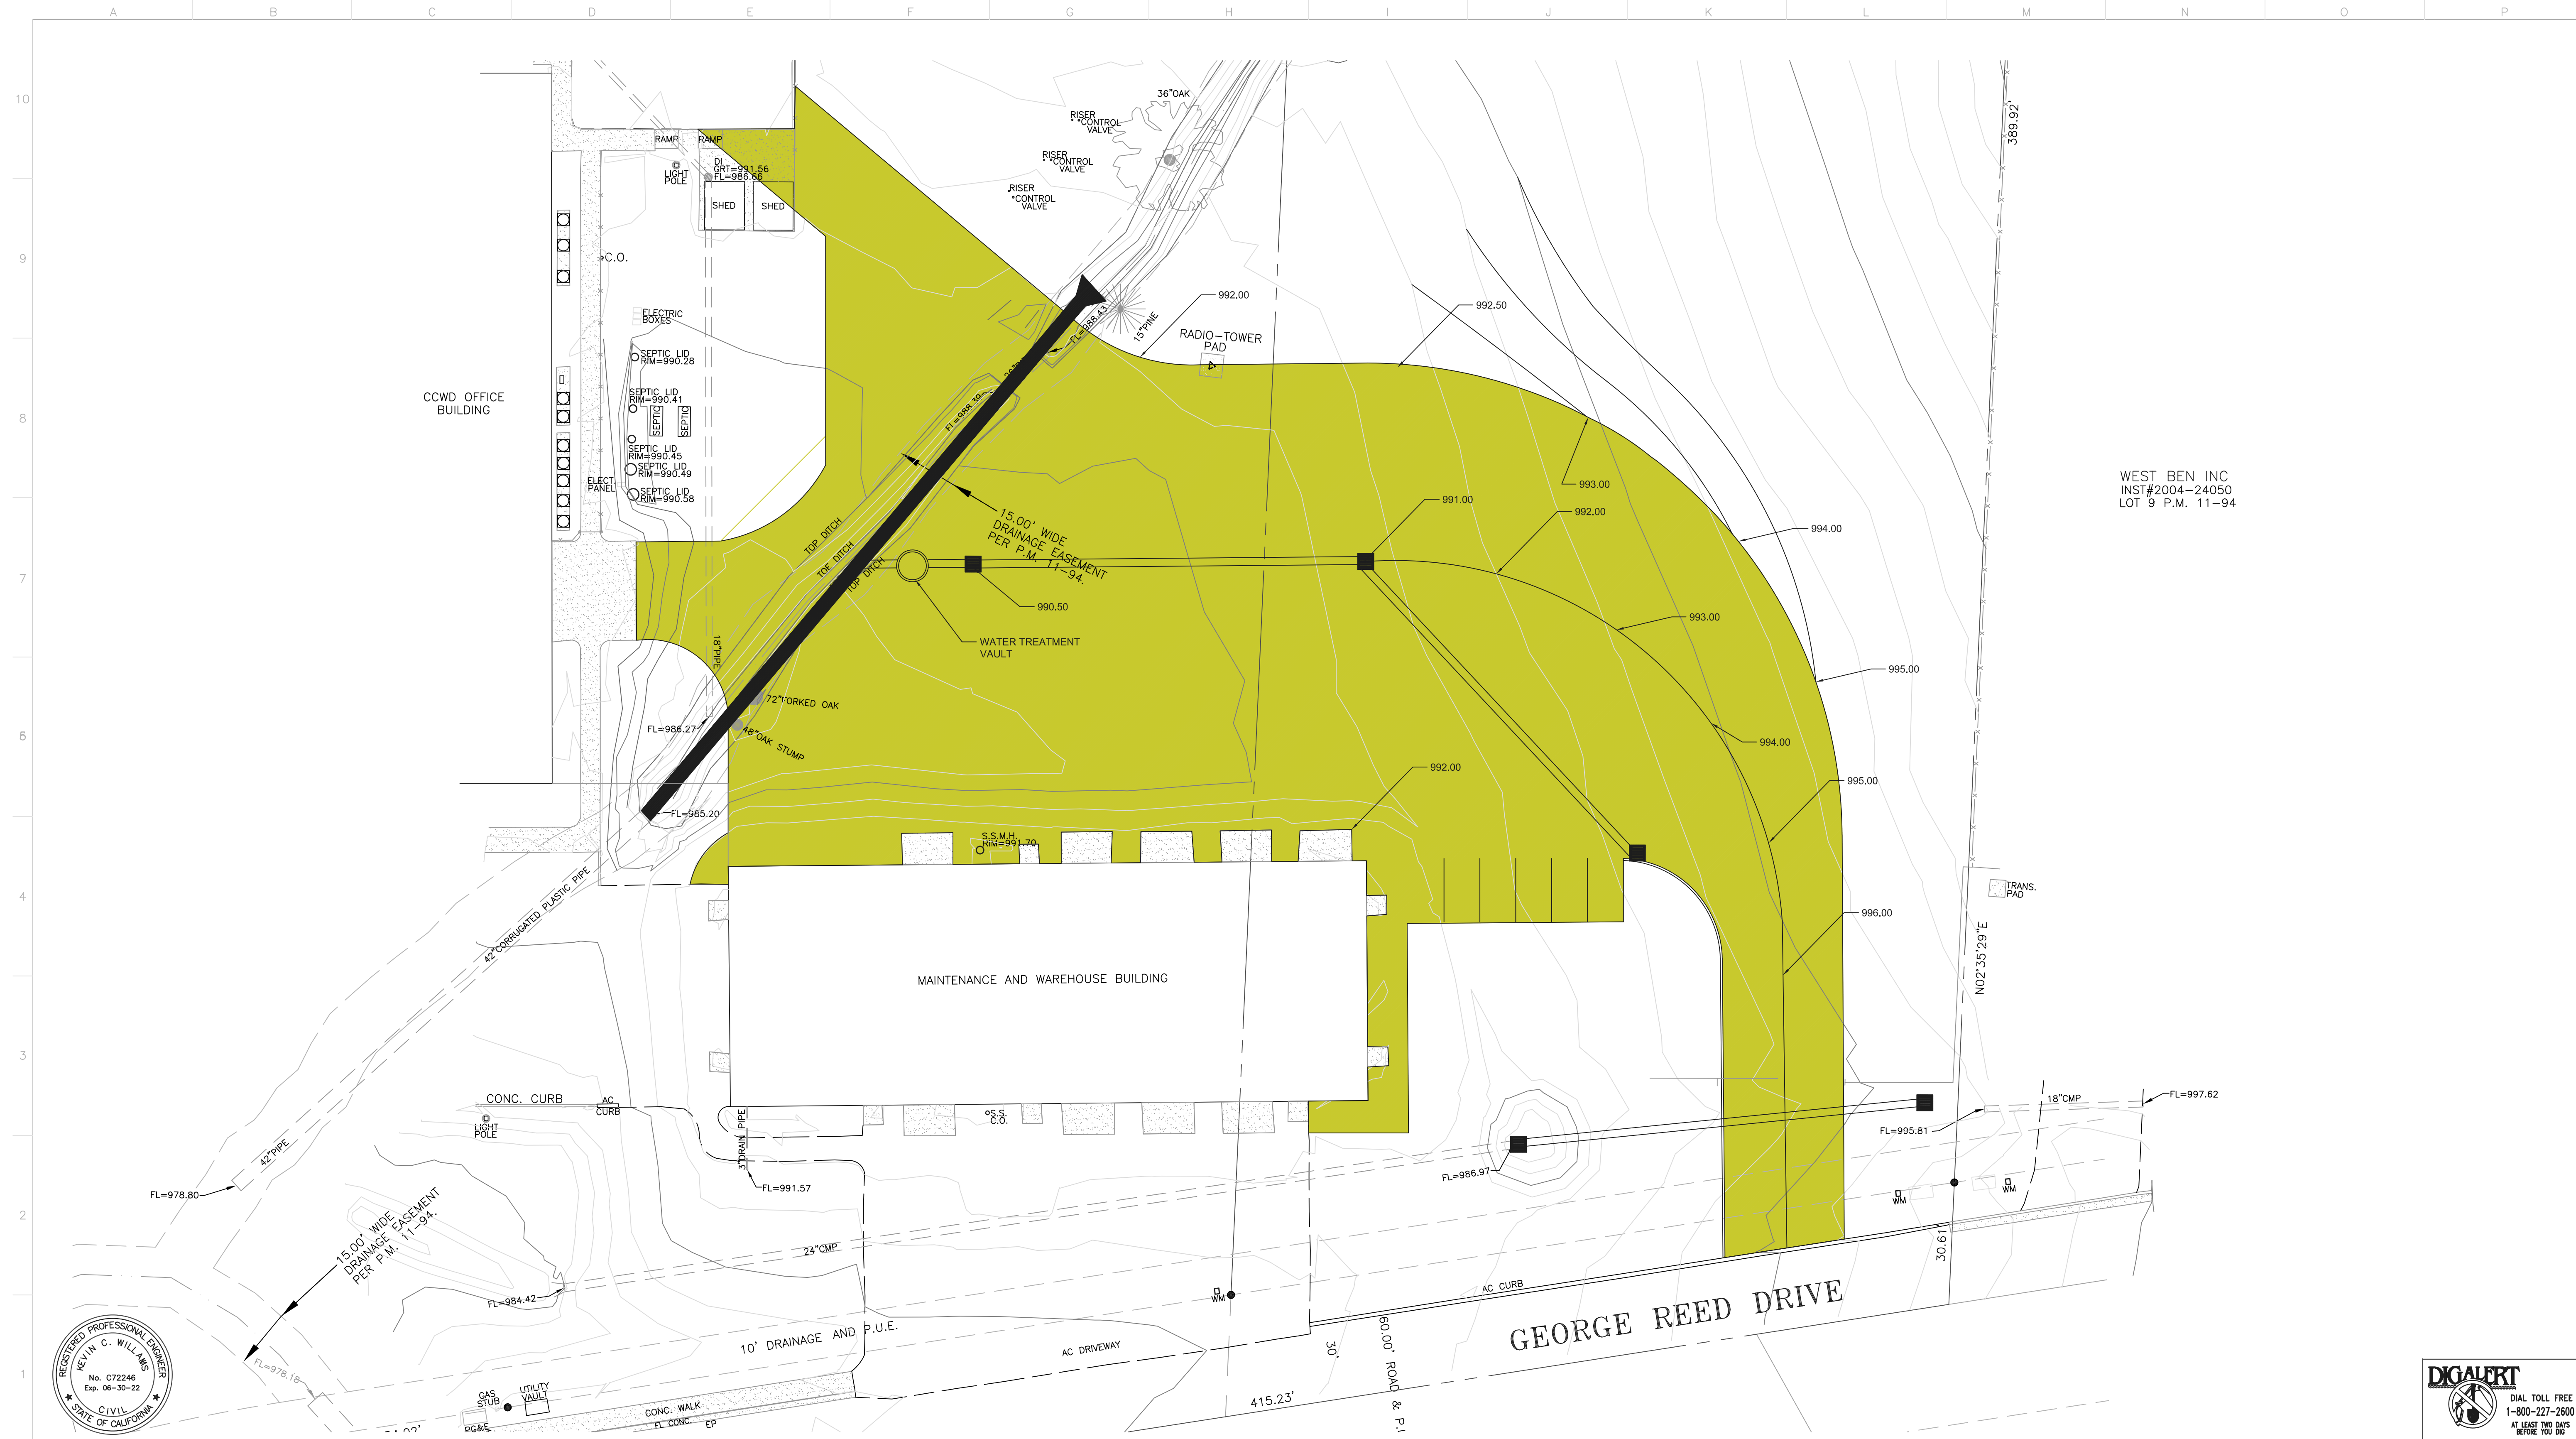 A B C D E F G H I J K L M N O P
10
9
8
7
6
5
4
3
2
1
36"OAK
RISER
*CONTROL
VALVE
RISER
*CONTROL
VALVE
RISER
*CONTROL
VALVE
389.92'
RAMP
RAMP
DI
GRT=991.56
FL=986.66
LIGHT
POLE
SHED
SHED
C.O.
ELECTRIC
BOXES
SEPTIC LID
RIM=990.28
SEPTIC LID
RIM=990.41
SEPTIC
SEPTIC
SEPTIC LID
RIM=990.45
SEPTIC LID
RIM=990.49
SEPTIC LID
RIM=990.58
ELECT.
PANEL
CCWD OFFICE
BUILDING
992.00
FL=988.43
15"PINE
RADIO-TOWER
PAD
992.50
FL=988.39
993.00
991.00
992.00
994.00
WEST BEN INC
INST#2004-24050
LOT 9 P.M. 11-94
15.00' WIDE
DRAINAGE EASEMENT
PER P.M. 11-94.
TOP DITCH
TOE DITCH
TOP DITCH
990.50
WATER TREATMENT
VAULT
993.00
995.00
18"PIPE
72"FORKED OAK
48"OAK STUMP
FL=986.27
994.00
992.00
995.00
FL=985.20
S.S.M.H.
RIM=991.70
42"CORRUGATED PLASTIC PIPE
TRANS.
PAD
996.00
N02°35'29"E
MAINTENANCE AND WAREHOUSE BUILDING
CONC. CURB
AC
CURB
LIGHT
POLE
S.S.
C.O.
3"DRAIN PIPE
FL=991.57
18"CMP
FL=997.62
FL=995.81
FL=986.97
42"PIPE
FL=978.80
WM
WM
15.00' WIDE
DRAINAGE EASEMENT
PER P.M. 11-94.
24"CMP
FL=984.42
30.61'
WM
AC CURB
GEORGE REED DRIVE
10' DRAINAGE AND P.U.E.
AC DRIVEWAY
30'
60.00' ROAD &
415.23'
FL=978.18
GAS
STUB
UTILITY
VAULT
PG&E
CONC. WALK
FL CONC.
EP
REGISTERED PROFESSIONAL ENGINEER
KEVIN C. WILLIAMS
No. C72246
Exp. 06-30-22
CIVIL
STATE OF CALIFORNIA
DIGALERT
DIAL TOLL FREE
1-800-227-2600
AT LEAST TWO DAYS
BEFORE YOU DIG